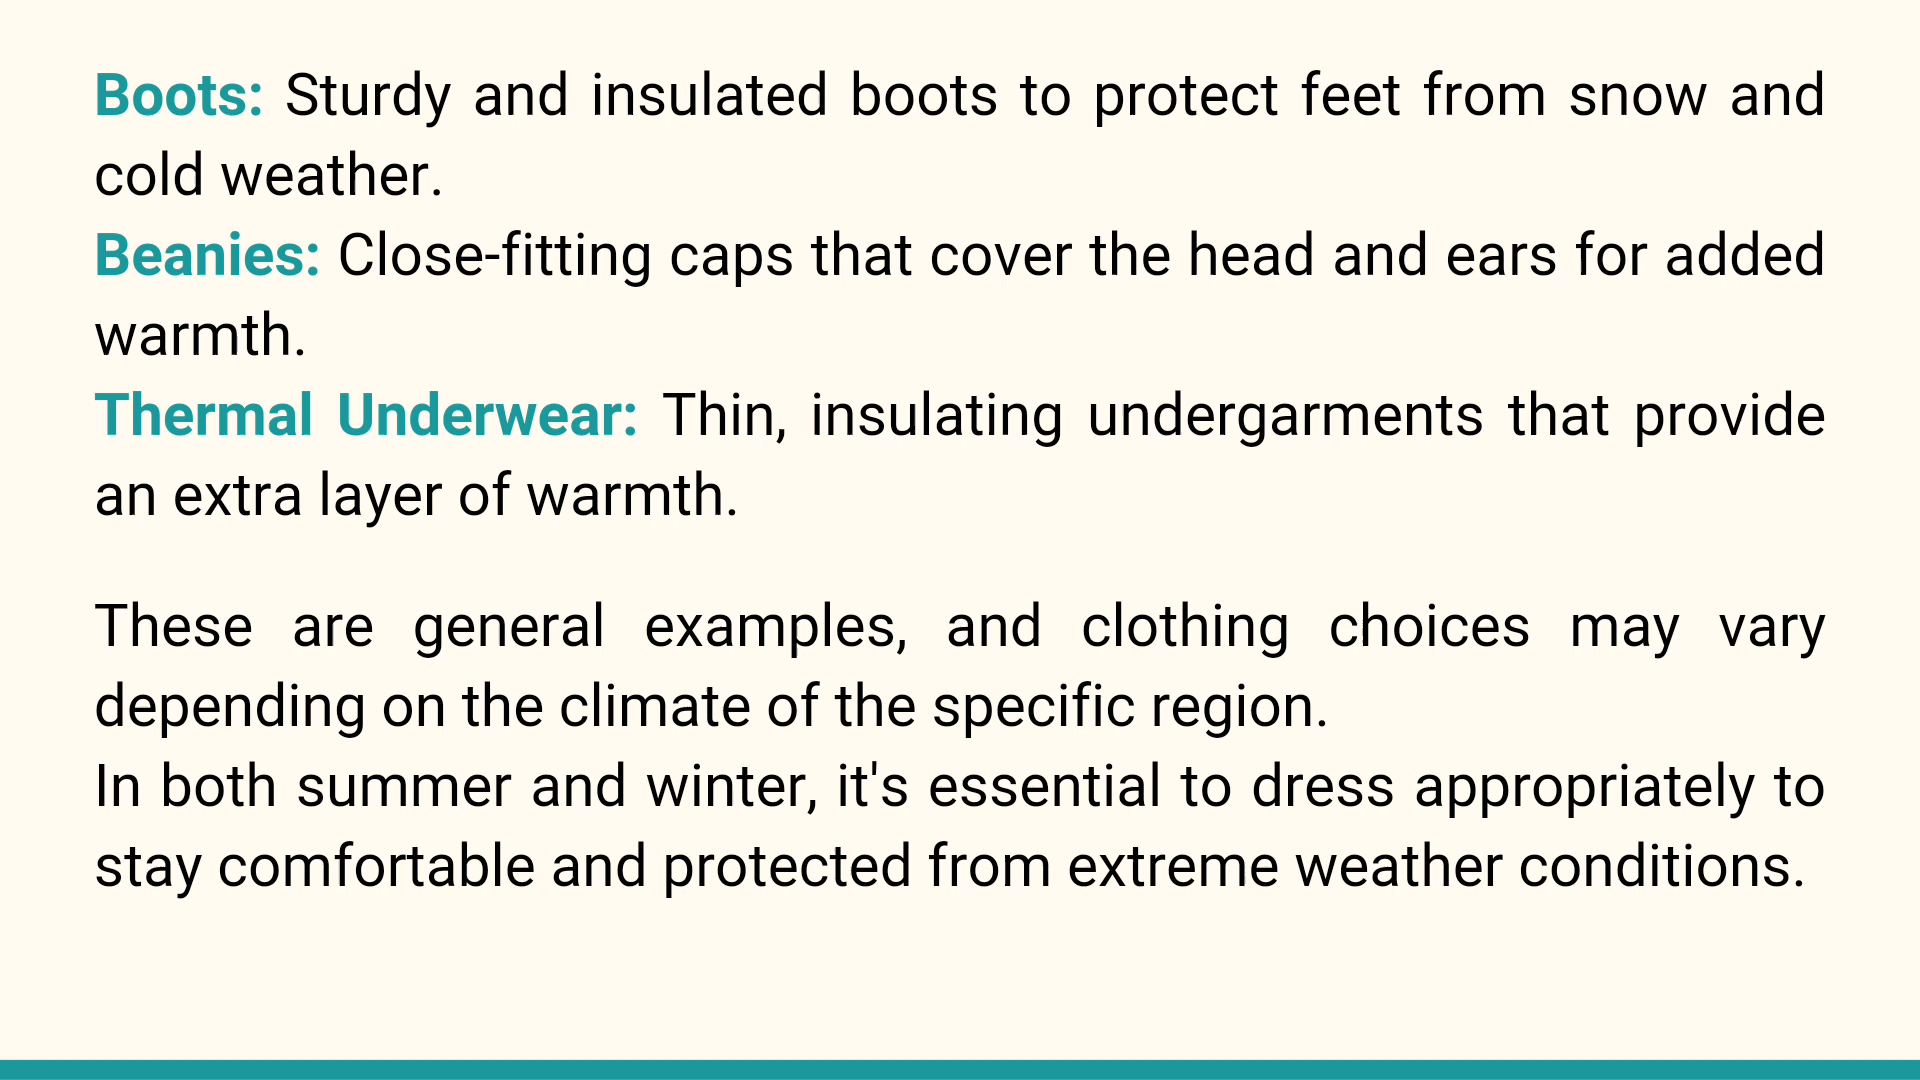 Boots: Sturdy and insulated boots to protect feet from snow and
cold weather.
Beanies: Close-fitting caps that cover the head and ears for added
warmth.
Thermal Underwear: Thin, insulating undergarments that provide
an extra layer of warmth.
These are general examples, and clothing choices may vary
depending on the climate of the specific region.
In both summer and winter, it's essential to dress appropriately to
stay comfortable and protected from extreme weather conditions.